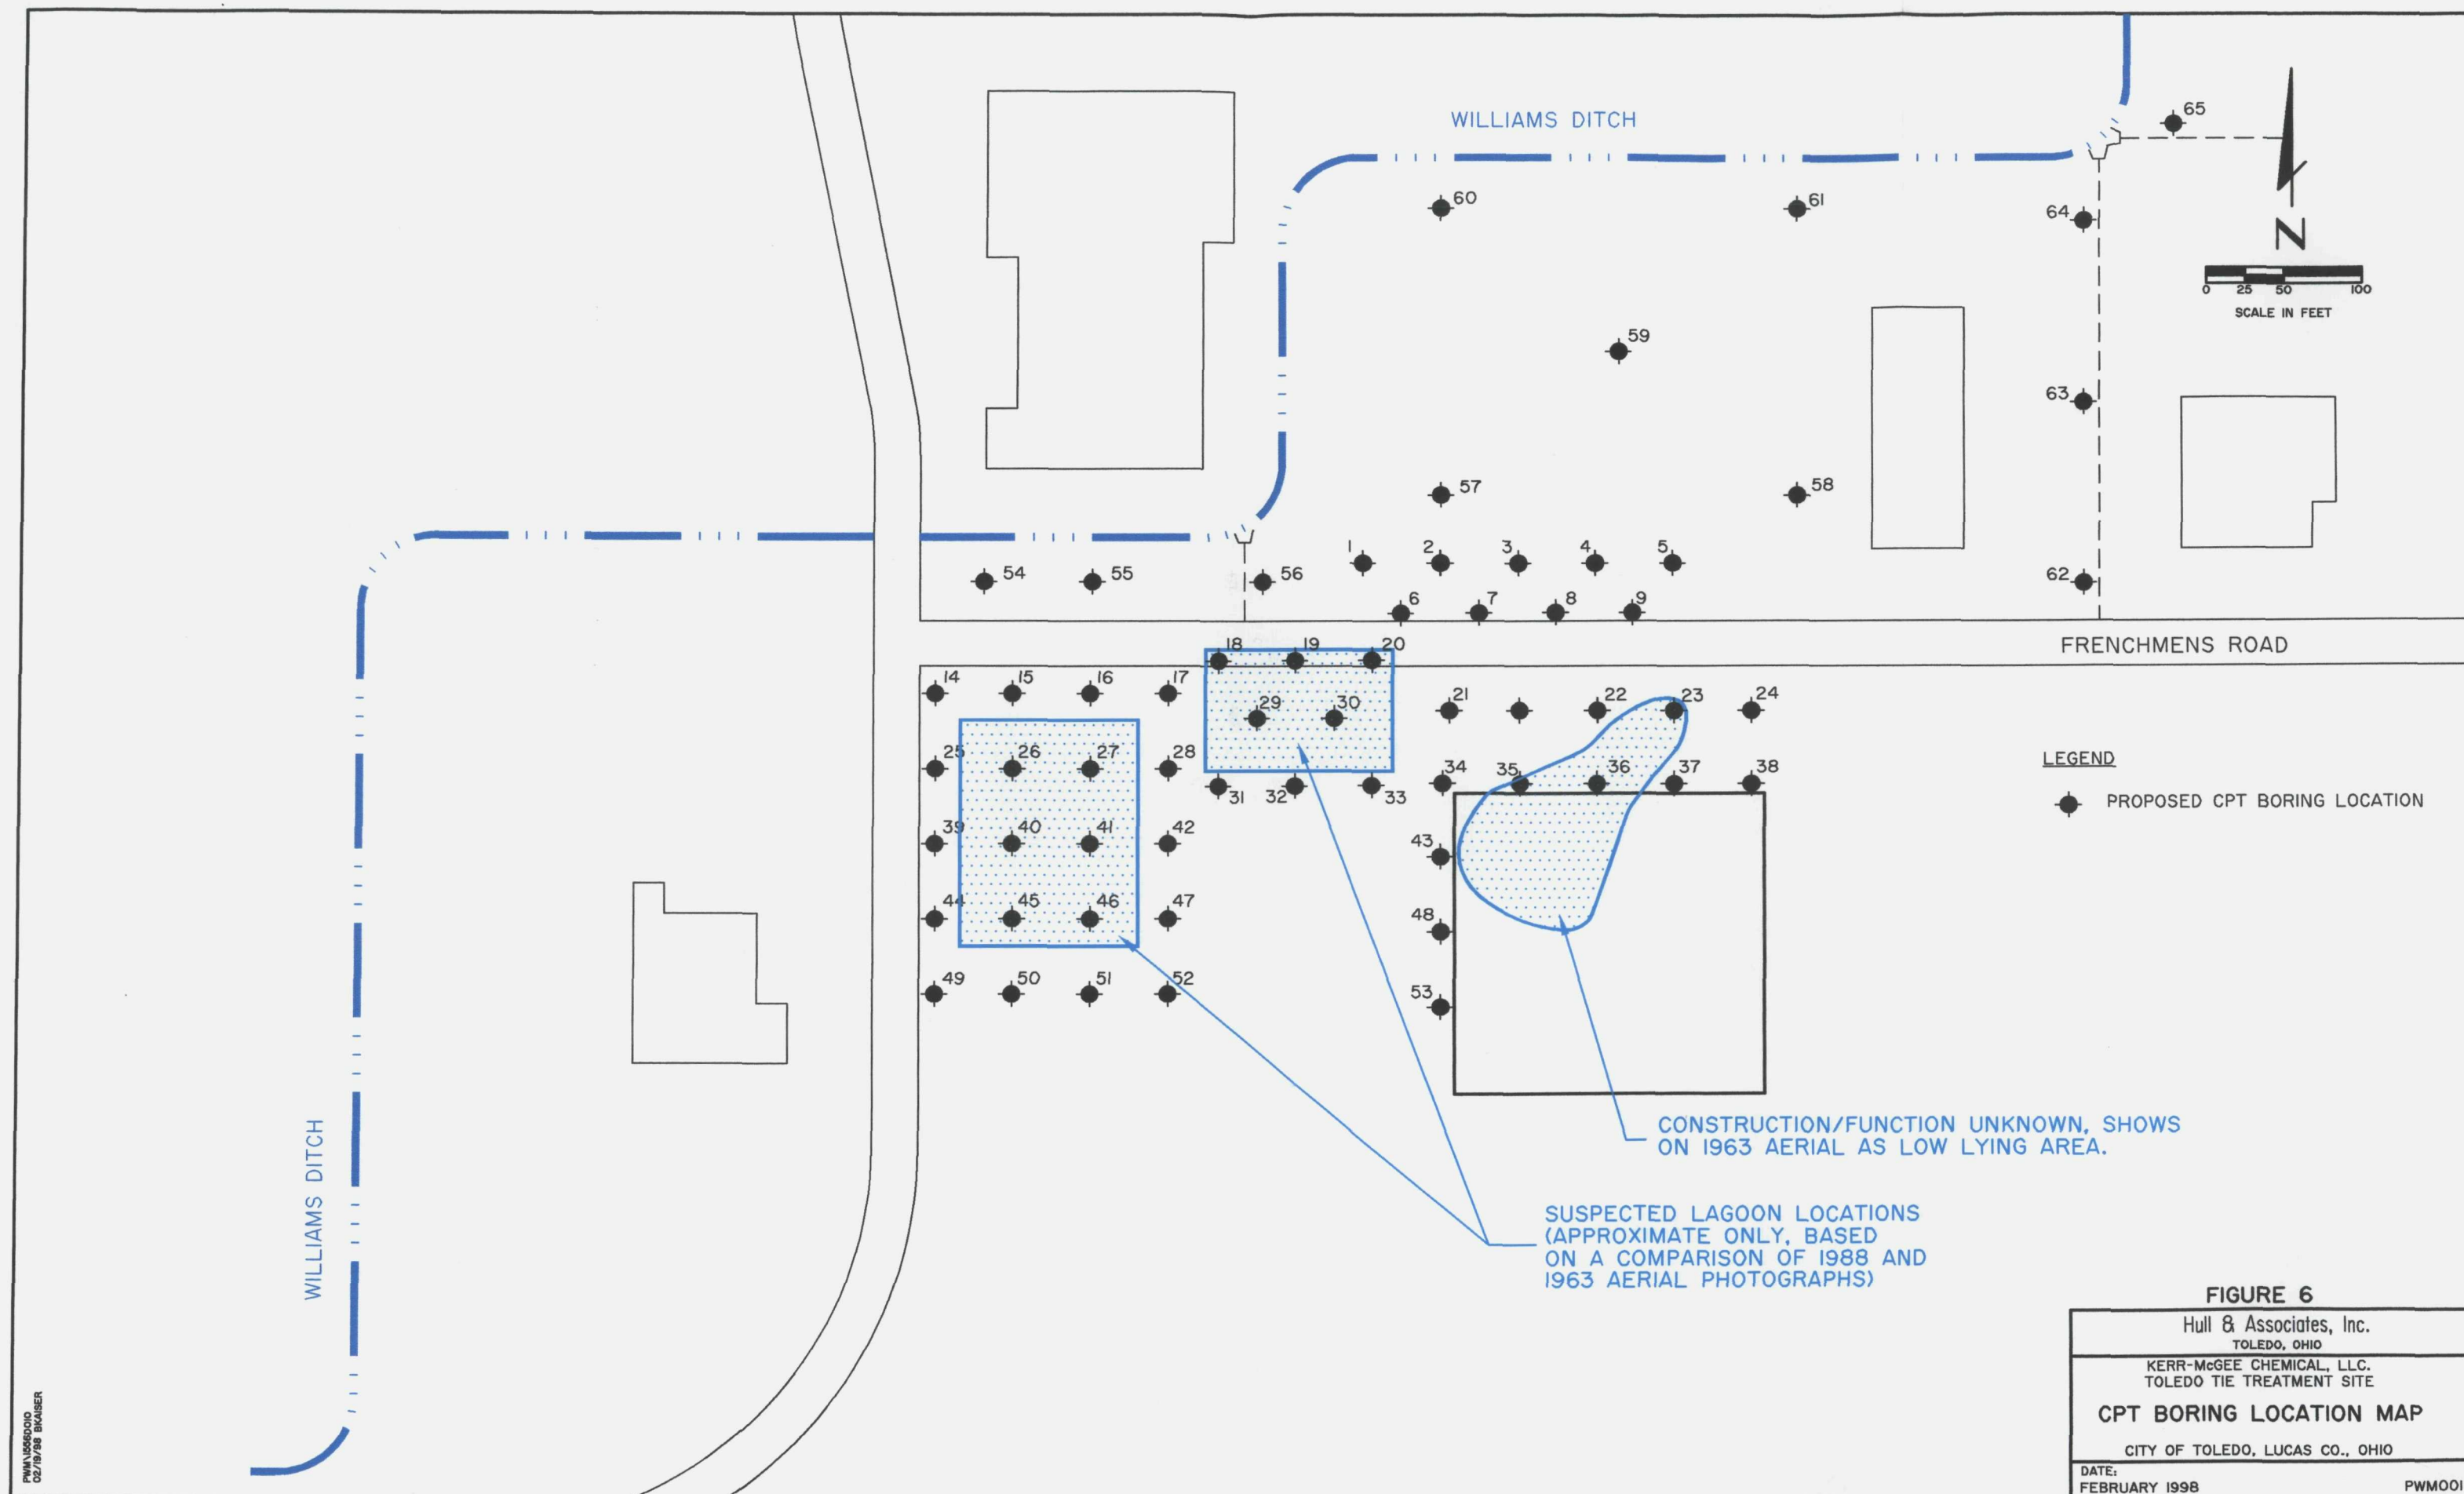 WILLIAMS DITCH
65
60
61
64
N
0 25 50 100
SCALE IN FEET
59
63
57
58
1 2 3 4 5
54 55 56
62
6 7 8 9
FRENCHMENS ROAD
18 19 20
14 15 16 17
21 22 23 24
29 30
25 26 27 28
34 35 36 37 38
31 32 33
LEGEND
PROPOSED CPT BORING LOCATION
39 40 41 42
43
44 45 46 47
48
49 50 51 52
53
WILLIAMS DITCH
CONSTRUCTION/FUNCTION UNKNOWN, SHOWS
ON 1963 AERIAL AS LOW LYING AREA.
SUSPECTED LAGOON LOCATIONS
(APPROXIMATE ONLY, BASED
ON A COMPARISON OF 1988 AND
1963 AERIAL PHOTOGRAPHS)
FIGURE 6
Hull & Associates, Inc.
TOLEDO, OHIO
KERR-McGEE CHEMICAL, LLC.
TOLEDO TIE TREATMENT SITE
CPT BORING LOCATION MAP
CITY OF TOLEDO, LUCAS CO., OHIO
DATE:
FEBRUARY 1998 PWM001
PWM\1556D010
02/19/98 BKAISER